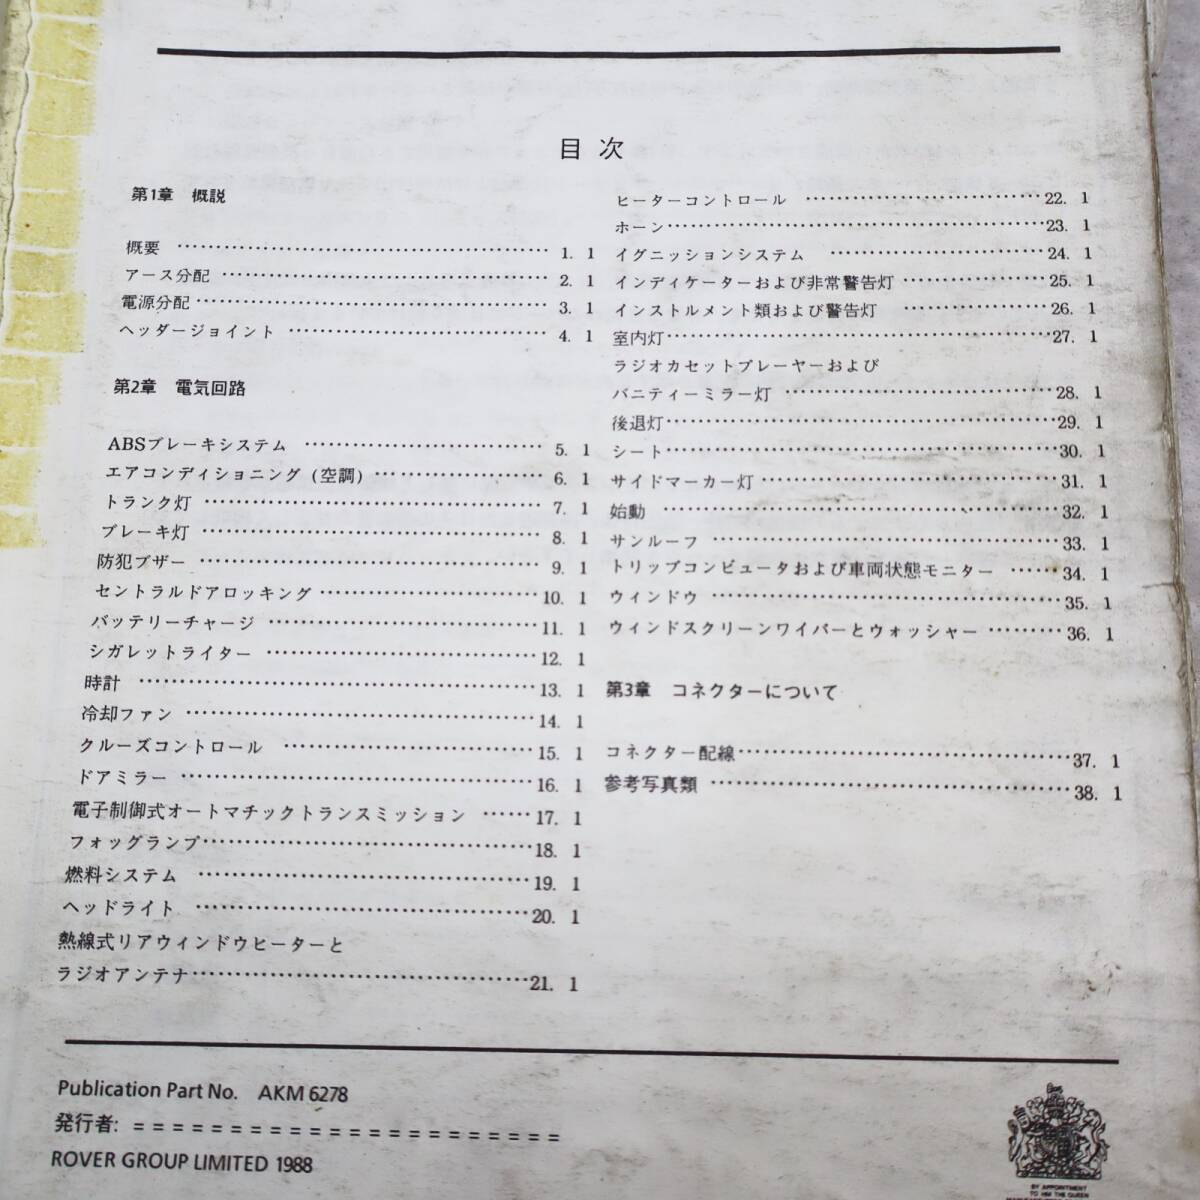 目次
第1章 概説
概要 ………………………………… 1. 1
アース分配 ………………………………… 2. 1
電源分配………………………………… 3. 1
ヘッダージョイント ………………………… 4. 1
第2章 電気回路
ABSブレーキシステム ………………………… 5. 1
エアコンディショニング (空調) ………………… 6. 1
トランク灯 ………………………………… 7. 1
ブレーキ灯 ………………………………… 8. 1
防犯ブザー ………………………………… 9. 1
セントラルドアロッキング ……………………… 10. 1
バッテリーチャージ ………………………… 11. 1
シガレットライター ………………………… 12. 1
時計 ………………………………… 13. 1
冷却ファン ………………………………… 14. 1
クルーズコントロール ………………………… 15. 1
ドアミラー ………………………………… 16. 1
電子制御式オートマチックトランスミッション …… 17. 1
フォッグランプ……………………………… 18. 1
燃料システム ……………………………… 19. 1
ヘッドライト ……………………………… 20. 1
熱線式リアウィンドウヒーターと
ラジオアンテナ……………………………… 21. 1
ヒーターコントロール ………………………… 22. 1
ホーン………………………………… 23. 1
イグニッションシステム ……………………… 24. 1
インディケーターおよび非常警告灯 ……………… 25. 1
インストルメント類および警告灯 ……………… 26. 1
室内灯………………………………… 27. 1
ラジオカセットプレーヤーおよび
バニティーミラー灯 ………………………… 28. 1
後退灯………………………………… 29. 1
シート………………………………… 30. 1
サイドマーカー灯 ………………………… 31. 1
始動 ………………………………… 32. 1
サンルーフ ………………………………… 33. 1
トリップコンピュータおよび車両状態モニター …… 34. 1
ウィンドウ ………………………………… 35. 1
ウィンドスクリーンワイパーとウォッシャー ……… 36. 1
第3章 コネクターについて
コネクター配線………………………………… 37. 1
参考写真類 ………………………………… 38. 1
Publication Part No. AKM 6278
発行者: = = = = = = = = = = = = = = = = = = = = = =
ROVER GROUP LIMITED 1988
BY APPOINTMENT
TO HM THE QUEEN